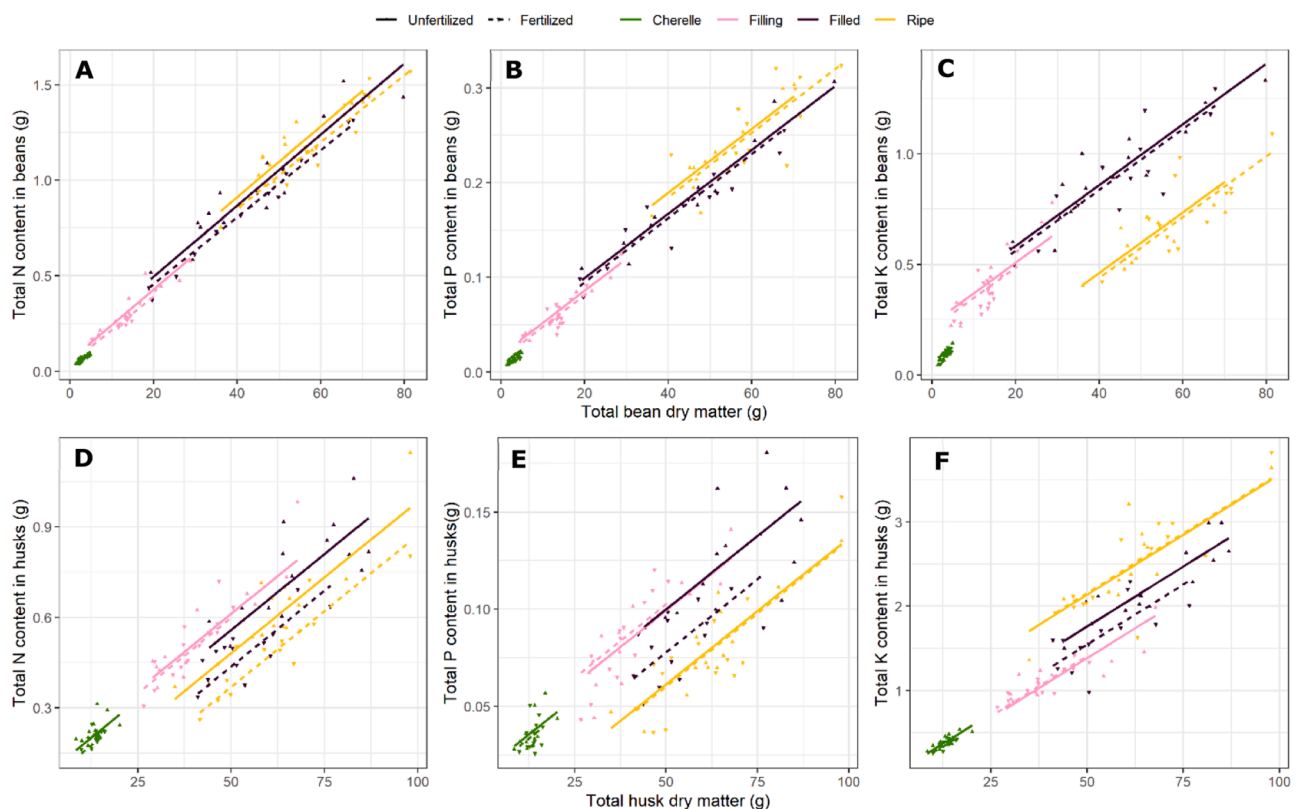 Unfertilized Fertilized Cherelle Filling Filled Ripe
A
Total N content in beans (g)
1.5
1.0
0.5
0.0
0 20 40 60 80
B
Total P content in beans (g)
0.3
0.2
0.1
0.0
0 20 40 60 80
C
Total K content in beans (g)
1.0
0.5
0.0
0 20 40 60 80
Total bean dry matter (g)
D
Total N content in husks (g)
0.9
0.6
0.3
25 50 75 100
E
Total P content in husks(g)
0.15
0.10
0.05
25 50 75 100
F
Total K content in husks (g)
3
2
1
25 50 75 100
Total husk dry matter (g)